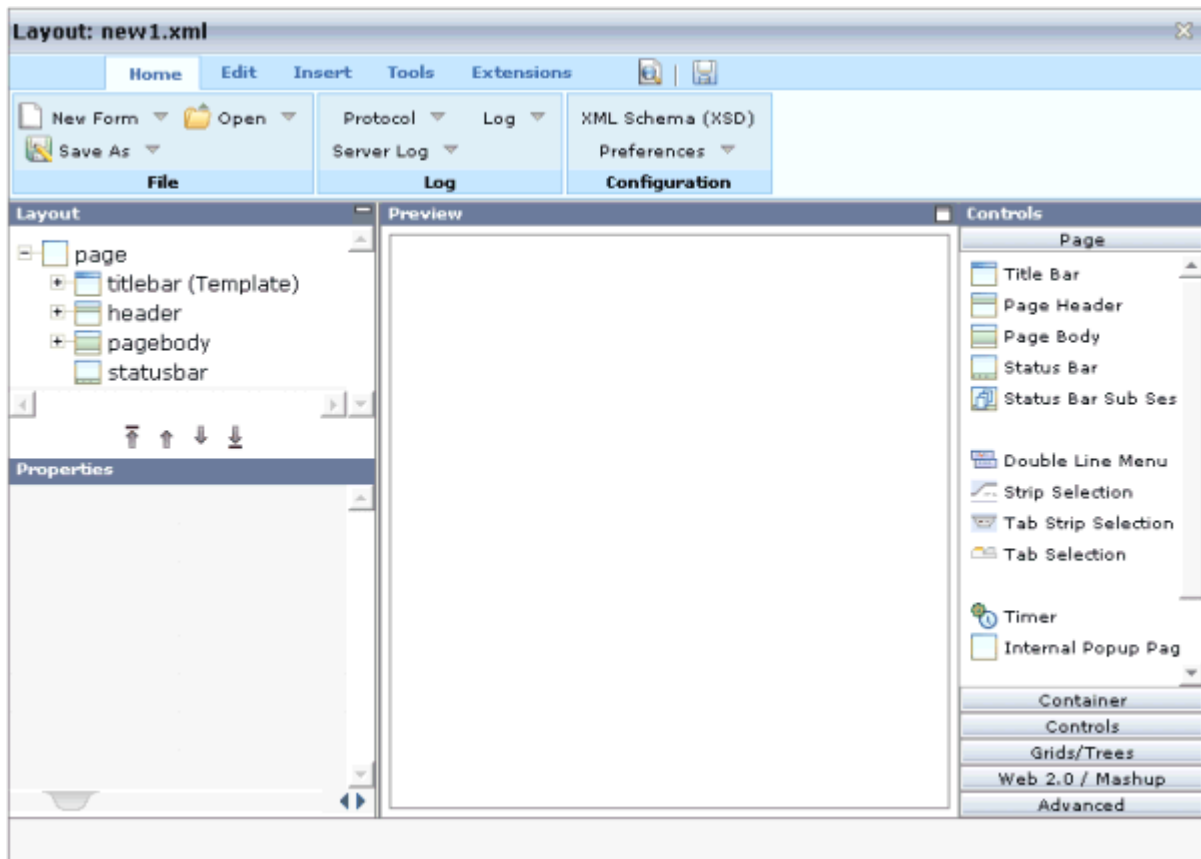 Layout: new1.xml
Home Edit Insert Tools Extensions
New Form Open Protocol Log XML Schema (XSD)
Save As Server Log Preferences
File Log Configuration
Layout
page
titlebar (Template)
header
pagebody
statusbar
Properties
Preview
Controls
Page
Title Bar
Page Header
Page Body
Status Bar
Status Bar Sub Ses
Double Line Menu
Strip Selection
Tab Strip Selection
Tab Selection
Timer
Internal Popup Pag
Container
Controls
Grids/Trees
Web 2.0 / Mashup
Advanced